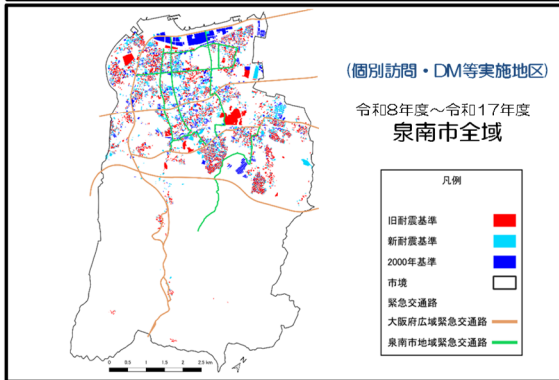 (個別訪問・DM等実施地区)
令和8年度~令和17年度
泉南市全域
凡例
旧耐震基準
新耐震基準
2000年基準
市境
緊急交通路
大阪府広域緊急交通路
泉南市地域緊急交通路
0 0.5 1 1.5 2 2.5 km